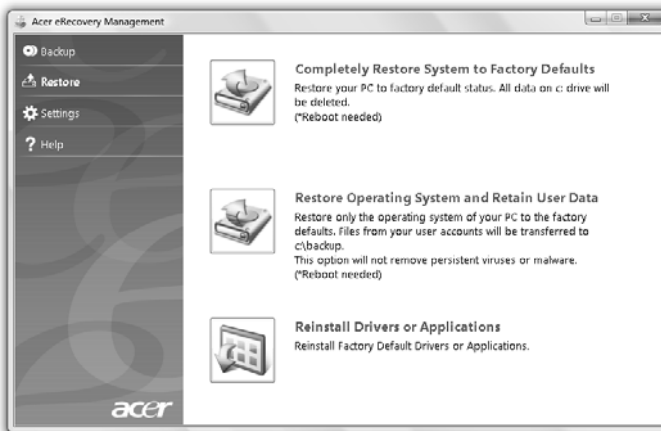 Acer eRecovery Management
Backup
Restore
Settings
? Help
Completely Restore System to Factory Defaults
Restore your PC to factory default status. All data on c: drive will
be deleted.
(*Reboot needed)
Restore Operating System and Retain User Data
Restore only the operating system of your PC to the factory
defaults. Files from your user accounts will be transferred to
c:\backup.
This option will not remove persistent viruses or malware.
(*Reboot needed)
Reinstall Drivers or Applications
Reinstall Factory Default Drivers or Applications.
acer